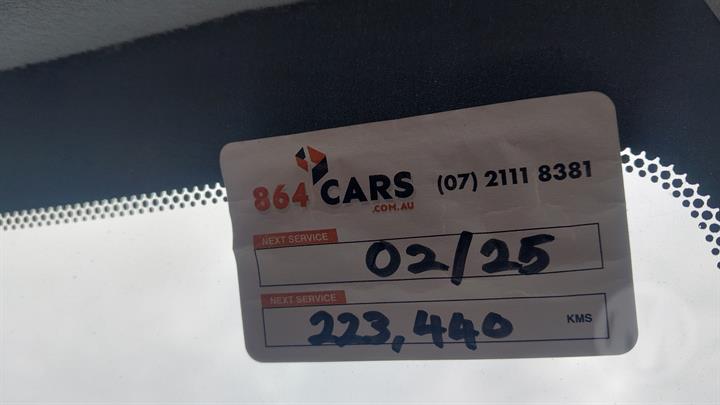 864 CARS (07) 2111 8381
.COM.AU
NEXT SERVICE
02/25
NEXT SERVICE
223,440 KMS